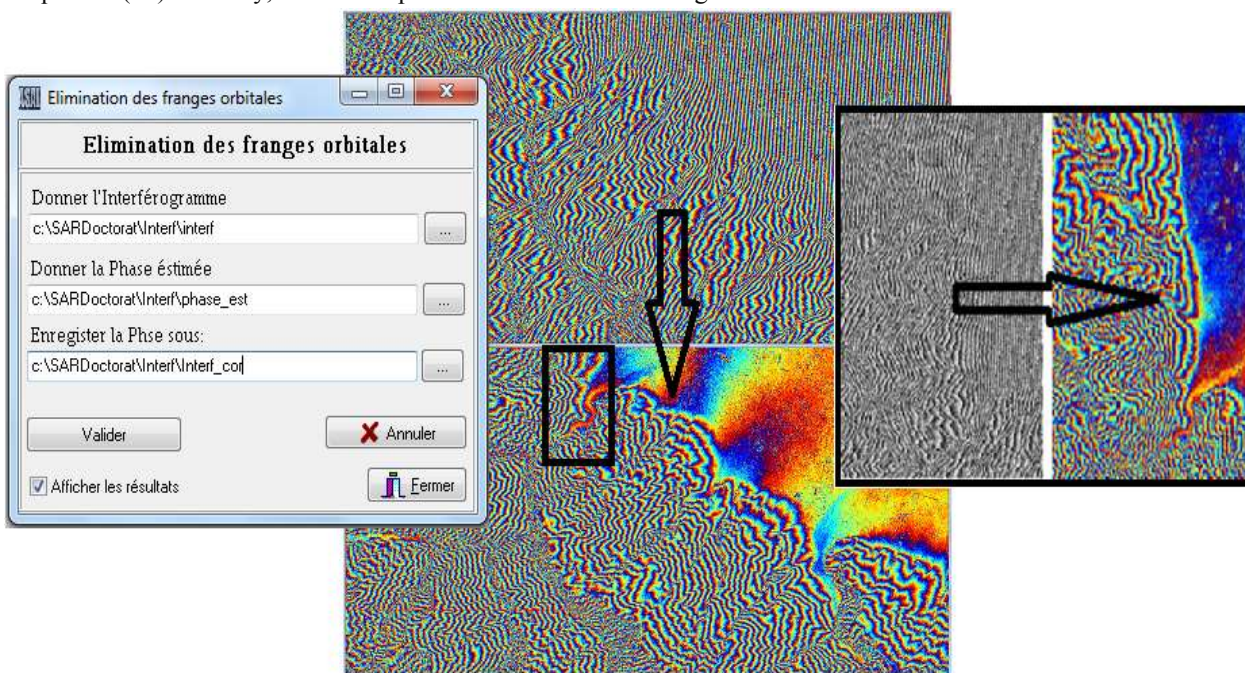 Elimination des franges orbitales
Elimination des franges orbitales
Donner l'Interférogramme
c:\SARDoctorat\Interf\interf
...
Donner la Phase éstimée
c:\SARDoctorat\Interf\phase_est
...
Enregister la Phse sous:
c:\SARDoctorat\Interf\Interf_cor
...
Valider
Annuler
Afficher les résultats
Fermer